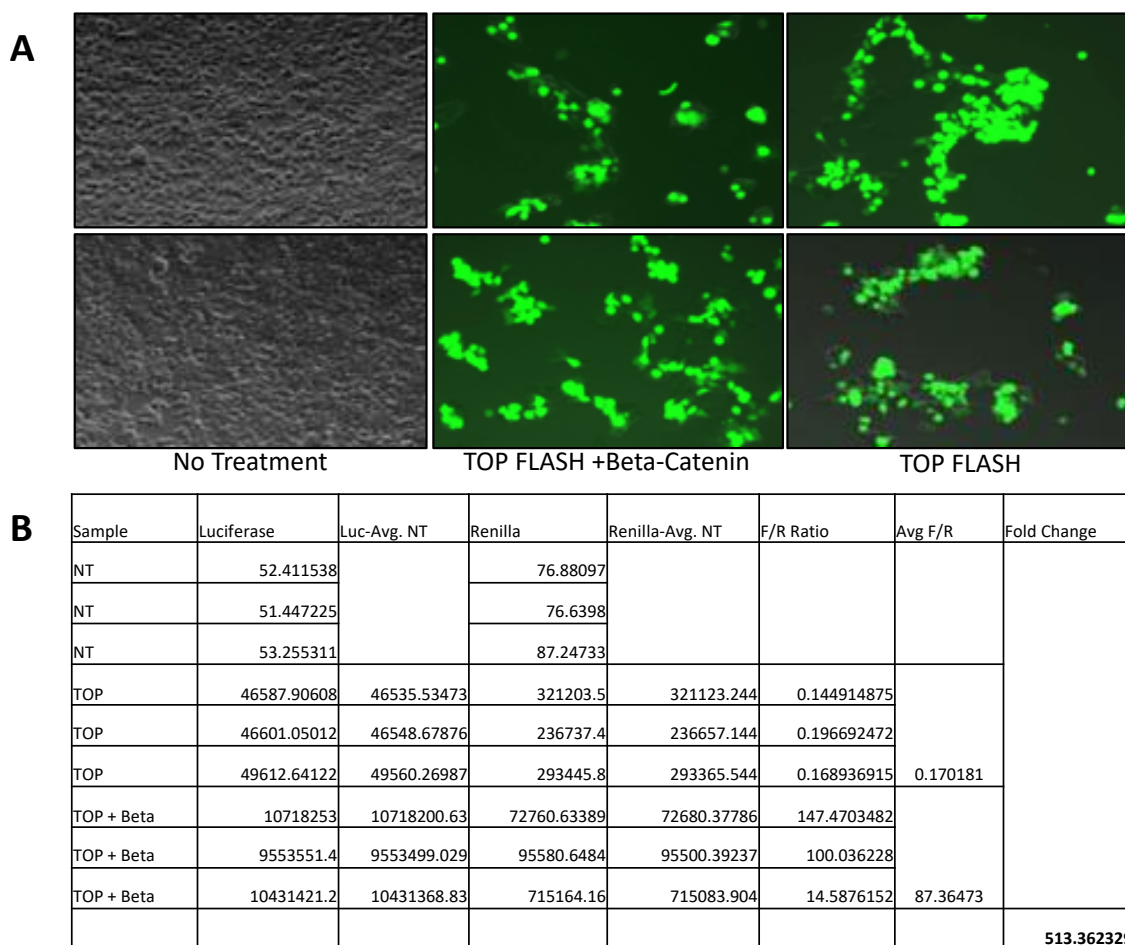 A
No Treatment TOP FLASH +Beta-Catenin TOP FLASH
B
Sample Luciferase Luc-Avg. NT Renilla Renilla-Avg. NT F/R Ratio Avg F/R Fold Change
NT 52.411538 76.88097
NT 51.447225 76.6398
NT 53.255311 87.24733
TOP 46587.90608 46535.53473 321203.5 321123.244 0.144914875
TOP 46601.05012 46548.67876 236737.4 236657.144 0.196692472
TOP 49612.64122 49560.26987 293445.8 293365.544 0.168936915 0.170181
TOP + Beta 10718253 10718200.63 72760.63389 72680.37786 147.4703482
TOP + Beta 9553551.4 9553499.029 95580.6484 95500.39237 100.036228
TOP + Beta 10431421.2 10431368.83 715164.16 715083.904 14.5876152 87.36473
513.362329